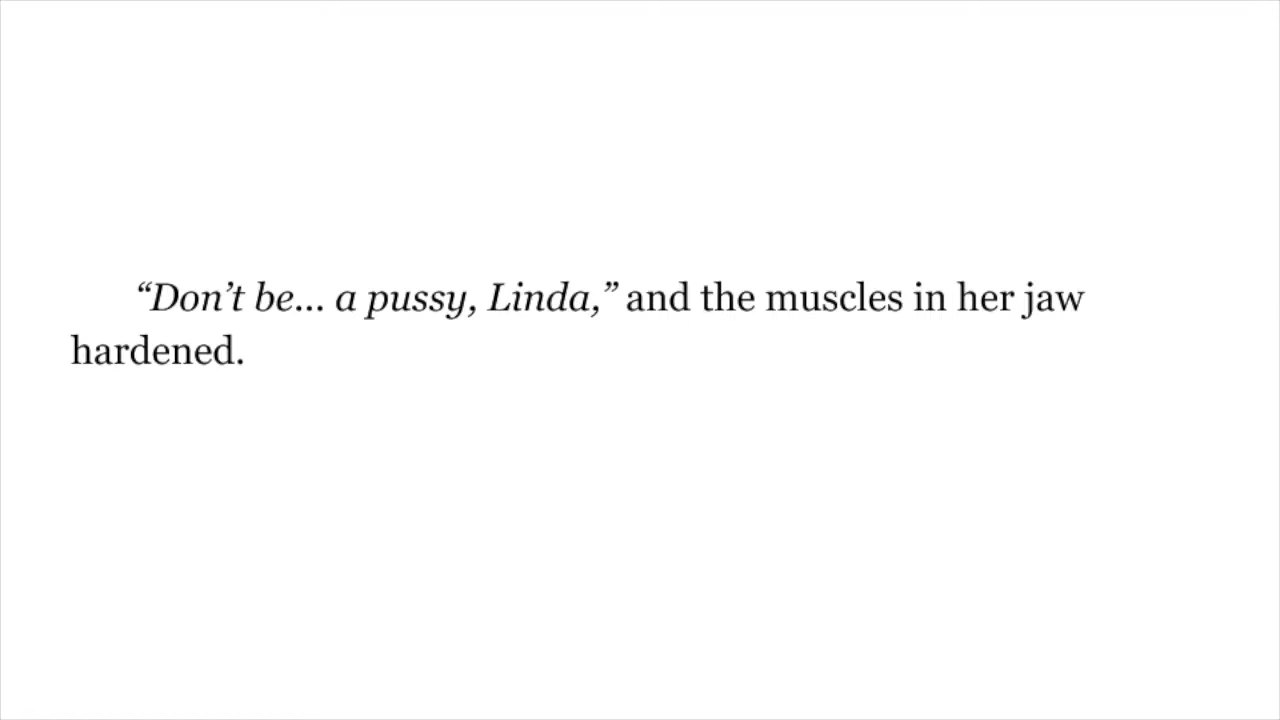 “Don’t be... a pussy, Linda,” and the muscles in her jaw
hardened.